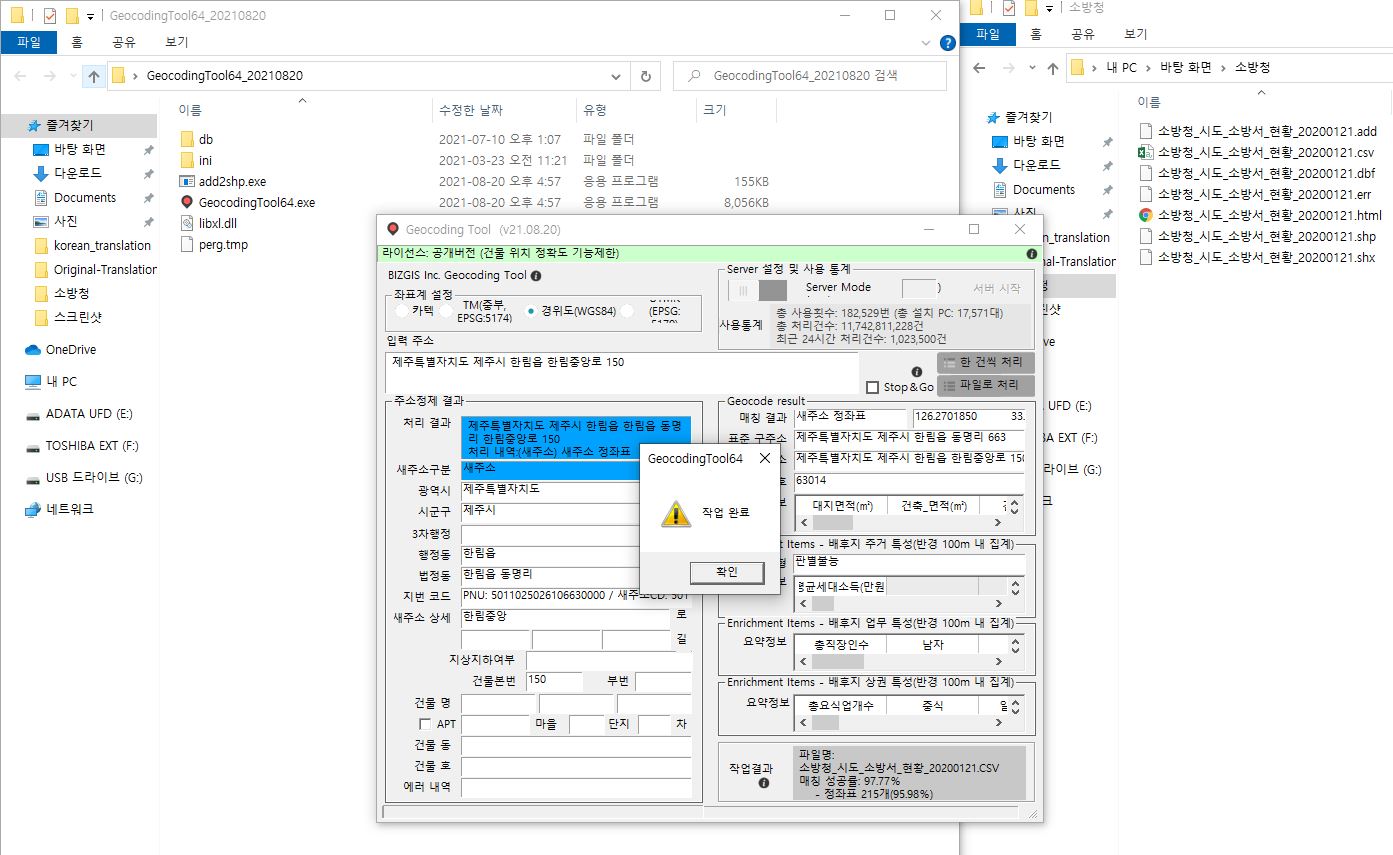 GeocodingTool64_20210820
파일
홈
공유
보기
GeocodingTool64_20210820
GeocodingTool64_20210820 검색
이름
수정한 날짜
유형
크기
즐겨찾기
바탕 화면
다운로드
Documents
사진
korean_translation
Original-Translation
소방청
스크린샷
OneDrive
내 PC
ADATA UFD (E:)
TOSHIBA EXT (F:)
USB 드라이브 (G:)
네트워크
db 2021-07-10 오후 1:07 파일 폴더
ini 2021-03-23 오전 11:21 파일 폴더
add2shp.exe 2021-08-20 오후 4:57 응용 프로그램 155KB
GeocodingTool64.exe 2021-08-20 오후 4:57 응용 프로그램 8,056KB
libxl.dll
perg.tmp
소방청
파일
홈
공유
보기
내 PC > 바탕 화면 > 소방청
이름
즐겨찾기
바탕 화면
다운로드
Documents
사진
n_translation
al-Translation
청
린샷
ve
UFD (E:)
BA EXT (F:)
라이브 (G:)
크
소방청_시도_소방서_현황_20200121.add
소방청_시도_소방서_현황_20200121.csv
소방청_시도_소방서_현황_20200121.dbf
소방청_시도_소방서_현황_20200121.err
소방청_시도_소방서_현황_20200121.html
소방청_시도_소방서_현황_20200121.shp
소방청_시도_소방서_현황_20200121.shx
Geocoding Tool (v21.08.20)
라이센스: 공개버전 (건물 위치 정확도 기능제한)
BIZGIS Inc. Geocoding Tool
좌표계 설정
카텍
TM(중부,
EPSG:5174)
경위도(WGS84)
(EPSG:
Server 설정 및 사용 통계
Server Mode
)
서버 시작
사용통계
총 사용횟수: 182,529번 (총 설치 PC: 17,571대)
총 처리건수: 11,742,811,228건
최근 24시간 처리건수: 1,023,500건
입력 주소
제주특별자치도 제주시 한림읍 한림중앙로 150
한 건씩 처리
Stop&Go
파일로 처리
주소정제 결과
처리 결과
제주특별자치도 제주시 한림읍 한림읍 동명
리 한림중앙로 150
처리 내역:(새주소) 새주소 정좌표
새주소구분 새주소
광역시 제주특별자치도
시군구 제주시
3차행정
행정동 한림읍
법정동 한림읍 동명리
지번 코드 PNU: 5011025026106630000 / 새주소CD: 501
새주소 상세 한림중앙 로
길
지상지하여부
건물본번 150 부번
건물 명
APT 마을 단지 차
건물 동
건물 호
에러 내역
Geocode result
매칭 결과 새주소 정좌표 126.2701850 33.
표준 구주소 제주특별자치도 제주시 한림읍 동명리 663
소 제주특별자치도 제주시 한림읍 한림중앙로 150
호 63014
보 대지면적(㎡) 건축_면적(㎡)
ment Items - 배후지 주거 특성(반경 100m 내 집계)
형 판별불능
보 평균세대소득(만원
Enrichment Items - 배후지 업무 특성(반경 100m 내 집계)
요약정보 총직장인수 남자
Enrichment Items - 배후지 상권 특성(반경 100m 내 집계)
요약정보 총요식업개수 중식 일
작업결과
파일명:
소방청_시도_소방서_현황_20200121.CSV
매칭 성공률: 97.77%
- 정좌표 215개(95.98%)
GeocodingTool64
작업 완료
확인